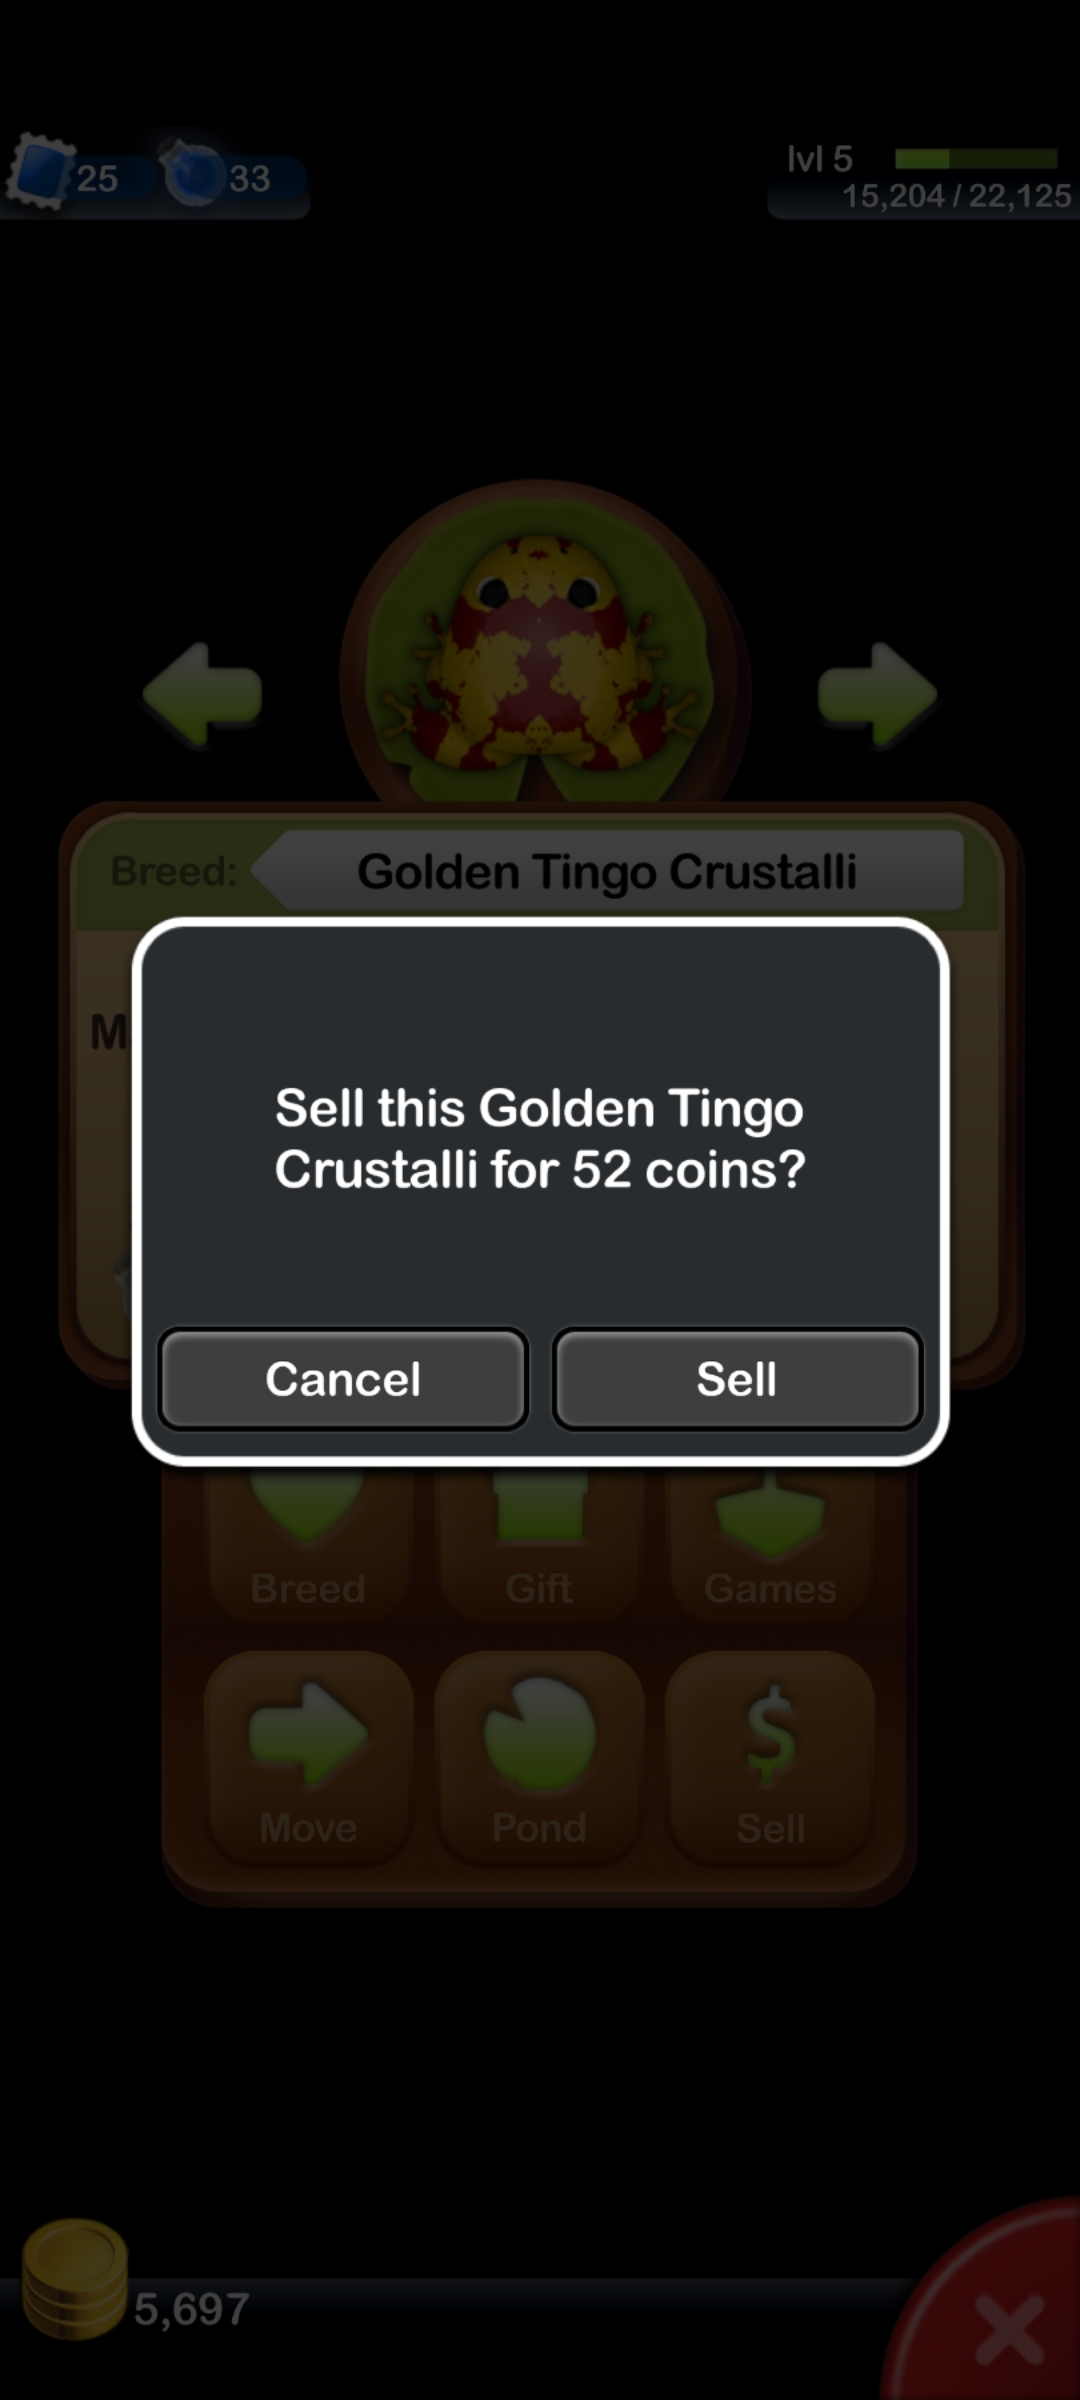 25
33
lvl 5
15,204 / 22,125
Breed:
Golden Tingo Crustalli
M
Sell this Golden Tingo
Crustalli for 52 coins?
Cancel
Sell
Breed
Gift
Games
Move
Pond
$
Sell
5,697